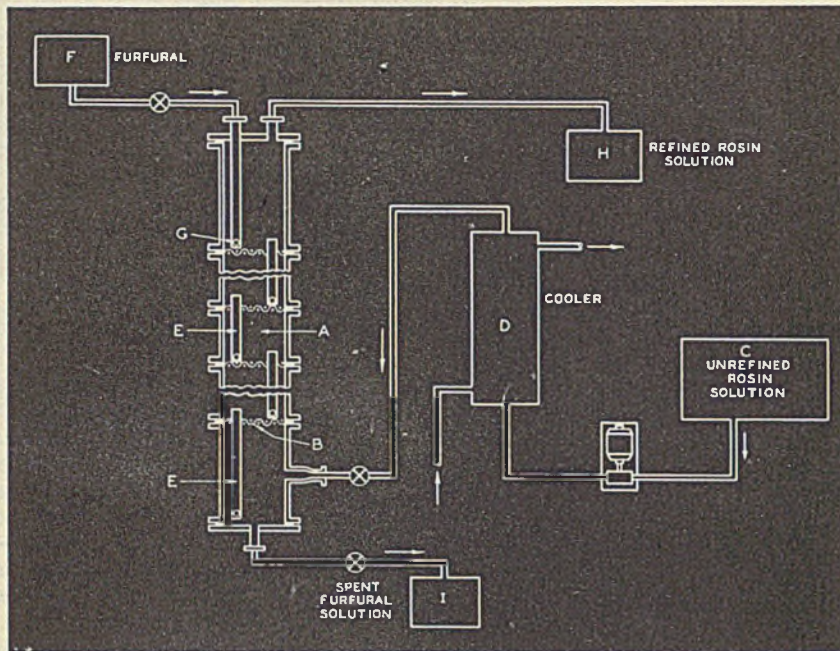 F
FURFURAL
H
REFINED ROSIN
SOLUTION
G
COOLER
E
A
D
C
UNREFINED
ROSIN
SOLUTION
B
E
SPENT
FURFURAL
SOLUTION
I